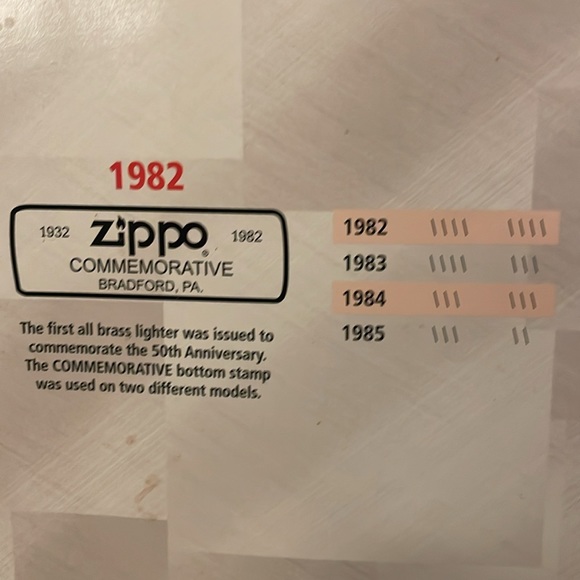 1982
1932 Zippo® 1982
COMMEMORATIVE
BRADFORD, PA.
The first all brass lighter was issued to
commemorate the 50th Anniversary.
The COMMEMORATIVE bottom stamp
was used on two different models.
1982 \\\\ \\\\
1983 \\\\ \\\
1984 \\\ \\\
1985 \\\ \\